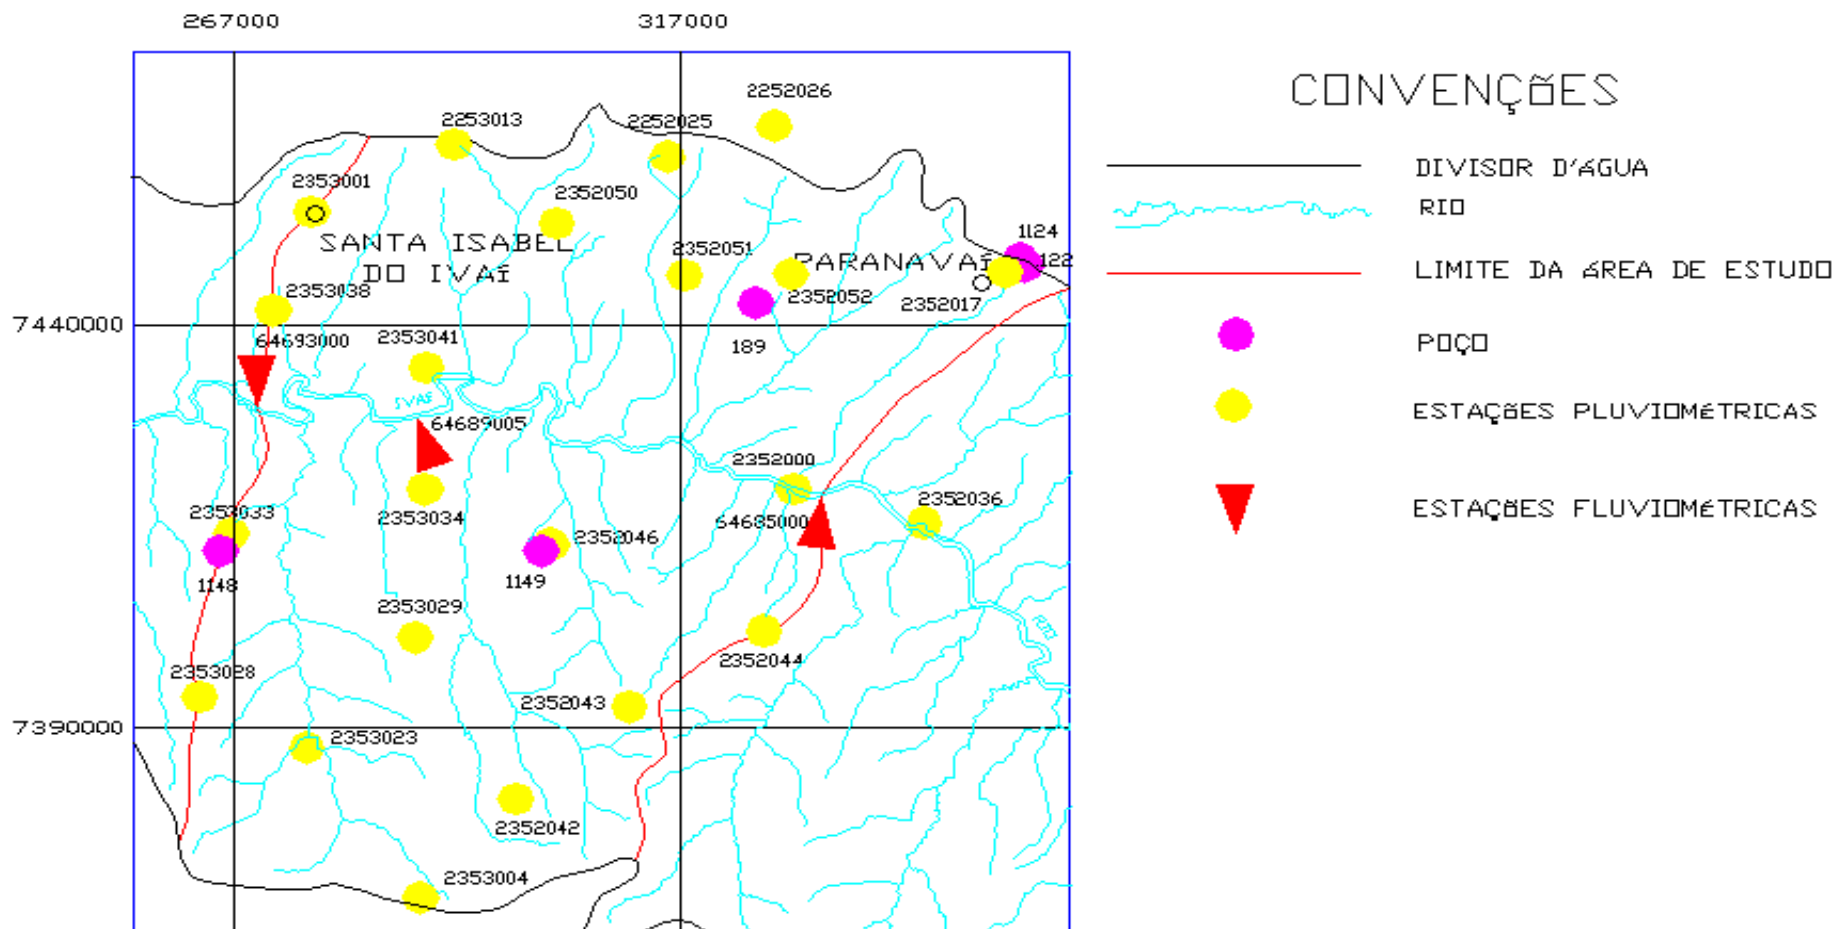 267000
317000
CONVENÇÕES
2252026
2253013
2252025
DIVISOR D'ÁGUA
2353001
2352050
RIO
SANTA ISABEL
DO IVAÍ
2352051
PARANAVAÍ
1124
122
LIMITE DA ÁREA DE ESTUDO
2353038
2352052
2352017
7440000
64693000
2353041
189
POÇO
IVAÍ
64689005
ESTAÇÕES PLUVIOMÉTRICAS
2352000
2352036
2353033
2353034
64685000
ESTAÇÕES FLUVIOMÉTRICAS
2352046
1148
1149
2353029
RIO
2353028
2352044
2352043
7390000
2353023
2352042
2353004